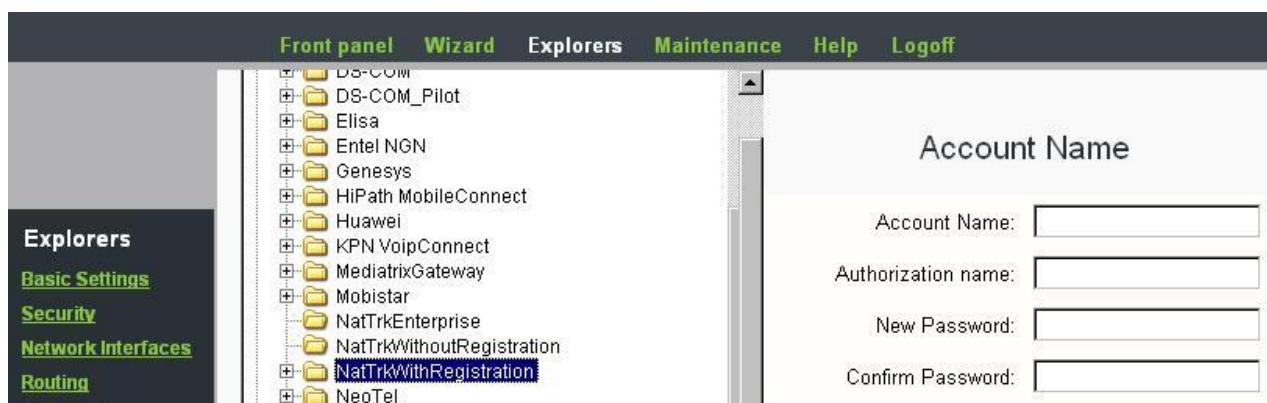 Front panel Wizard Explorers Maintenance Help Logoff
DS-COM
DS-COM_Pilot
Elisa
Entel NGN
Genesys
HiPath MobileConnect
Huawei
KPN VoipConnect
MediatrixGateway
Mobistar
NatTrkEnterprise
NatTrkWithoutRegistration
NatTrkWithRegistration
NeoTel
Explorers
Basic Settings
Security
Network Interfaces
Routing
Account Name
Account Name:
Authorization name:
New Password:
Confirm Password: